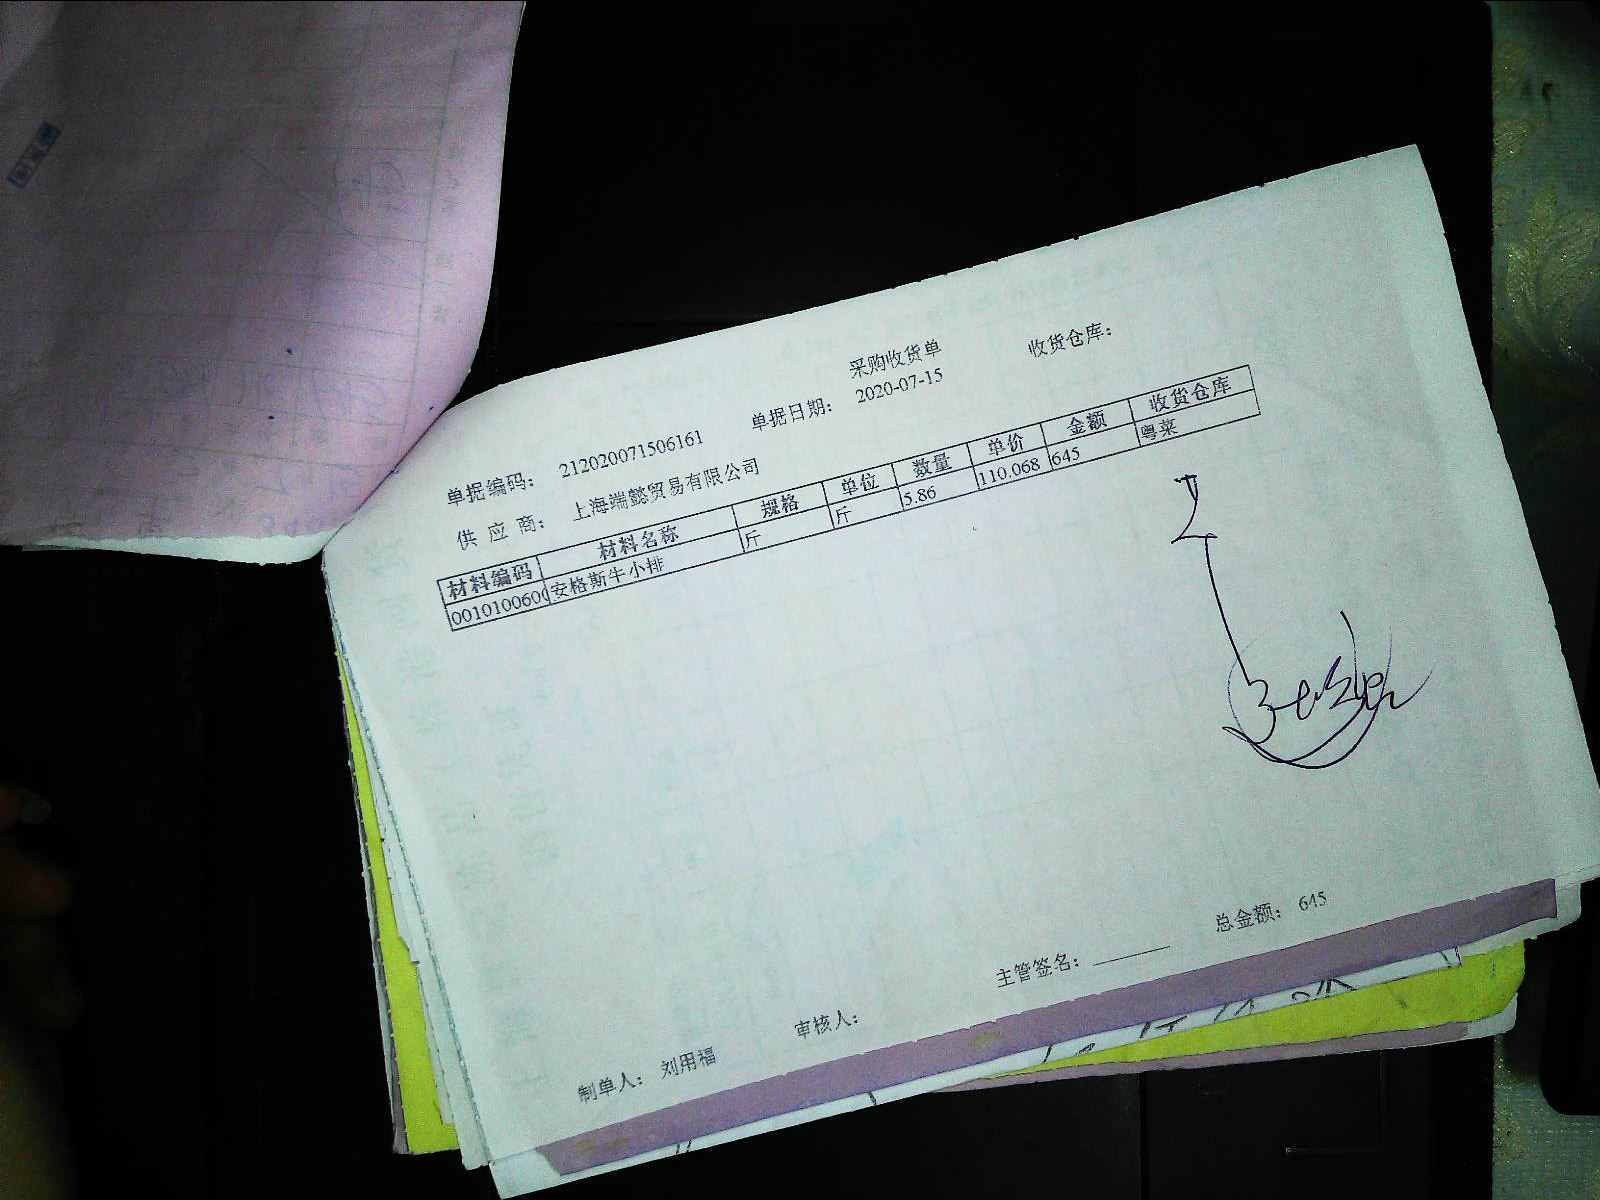 采购收货单
收货仓库：
单据编码： 212020071506161 单据日期： 2020-07-15
供 应 商： 上海端懿贸易有限公司
材料编码 材料名称 规格 单位 数量 单价 金额 收货仓库
0010100600 安格斯牛小排 斤 斤 5.86 110.068 645 粤菜
总金额： 645
主管签名：
审核人：
制单人： 刘用福